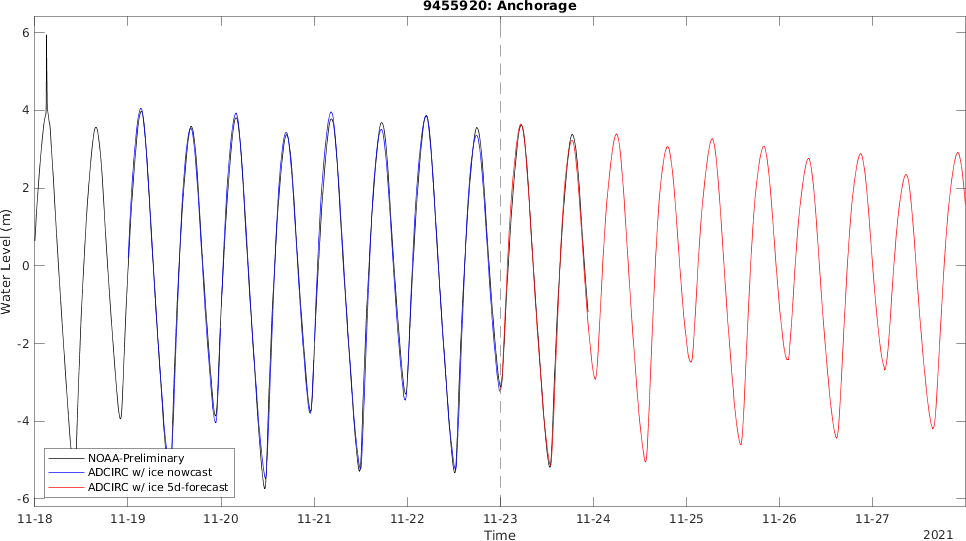 9455920: Anchorage
6
4
2
0
-2
-4
-6
Water Level (m)
NOAA-Preliminary
ADCIRC w/ ice nowcast
ADCIRC w/ ice 5d-forecast
11-18 11-19 11-20 11-21 11-22 11-23 11-24 11-25 11-26 11-27
Time
2021